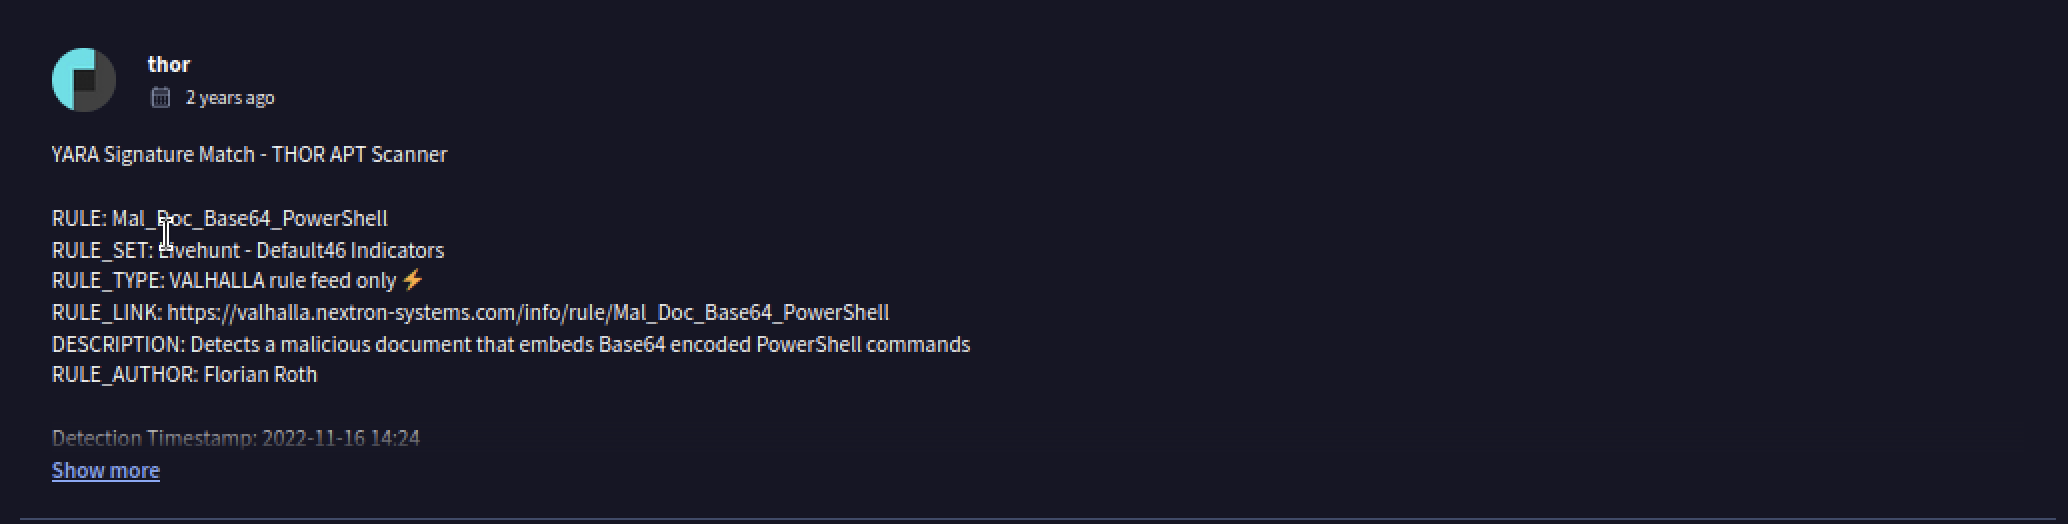 thor
2 years ago
YARA Signature Match - THOR APT Scanner
RULE: Mal_Doc_Base64_PowerShell
RULE_SET: Livehunt - Default46 Indicators
RULE_TYPE: VALHALLA rule feed only ⚡
RULE_LINK: https://valhalla.nextron-systems.com/info/rule/Mal_Doc_Base64_PowerShell
DESCRIPTION: Detects a malicious document that embeds Base64 encoded PowerShell commands
RULE_AUTHOR: Florian Roth
Detection Timestamp: 2022-11-16 14:24
Show more